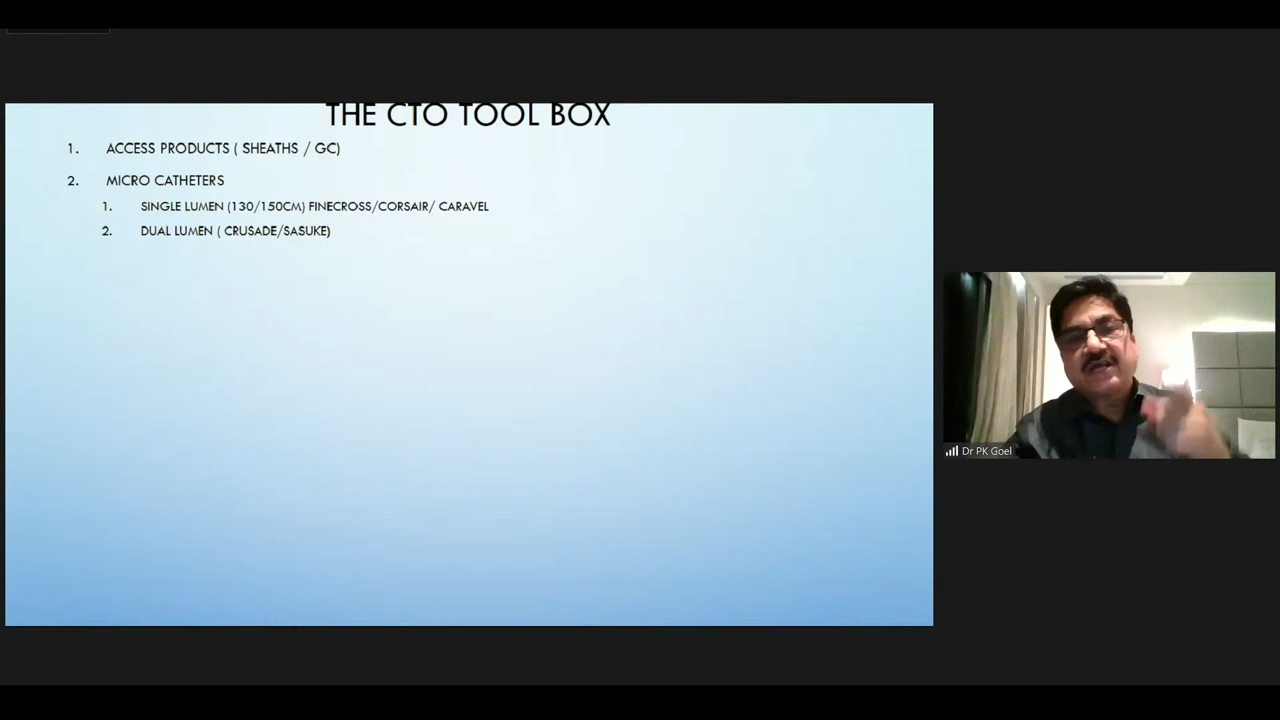 THE CTO TOOL BOX
1. ACCESS PRODUCTS ( SHEATHS / GC)
2. MICRO CATHETERS
1. SINGLE LUMEN (130/150CM) FINECROSS/CORSAIR/ CARAVEL
2. DUAL LUMEN ( CRUSADE/SASUKE)
Dr PK Goel